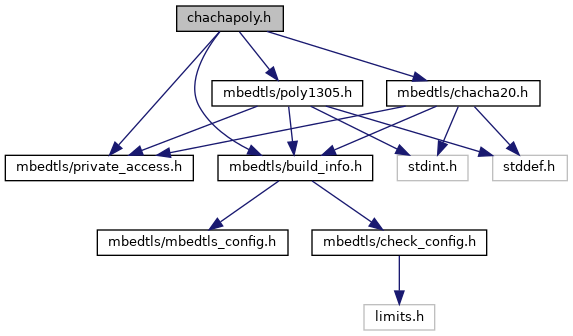 chachapoly.h
mbedtls/poly1305.h
mbedtls/chacha20.h
mbedtls/private_access.h
mbedtls/build_info.h
stdint.h
stddef.h
mbedtls/mbedtls_config.h
mbedtls/check_config.h
limits.h